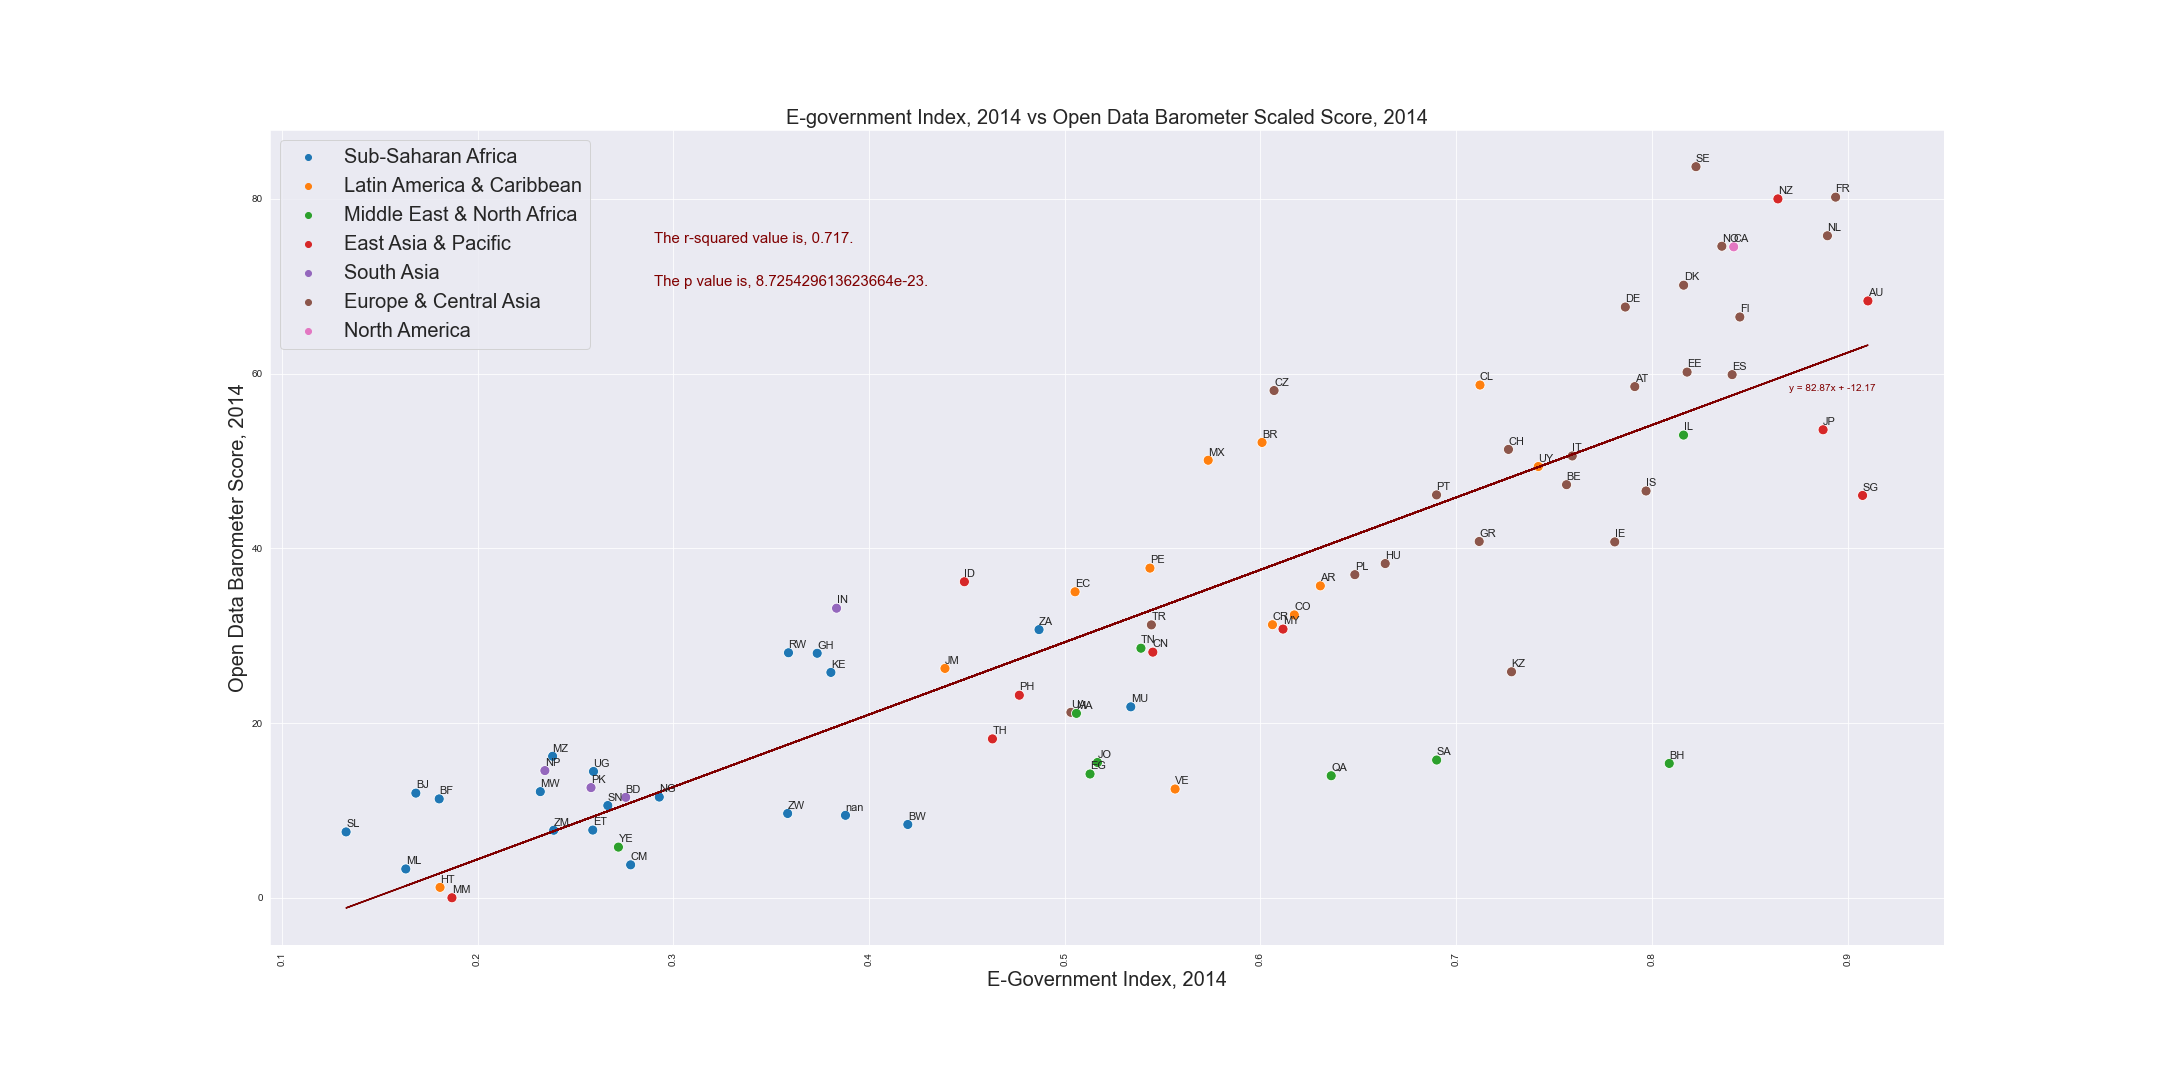 E-government Index, 2014 vs Open Data Barometer Scaled Score, 2014
Sub-Saharan Africa
Latin America & Caribbean
Middle East & North Africa
East Asia & Pacific
South Asia
Europe & Central Asia
North America
The r-squared value is, 0.717.
The p value is, 8.725429613623664e-23.
y = 82.87x + -12.17
SE
NZ
FR
NL
NO
CA
DK
AU
DE
FI
EE
ES
AT
CL
CZ
JP
IL
BR
MX
CH
IT
UY
BE
IS
SG
PT
GR
IE
HU
PL
PE
ID
AR
EC
IN
CO
CR
MY
TR
ZA
TN
CN
RW
GH
KE
JM
KZ
PH
MU
UA
MA
TH
MZ
NP
UG
JO
EG
SA
BH
QA
PK
VE
MW
BJ
BF
BD
NG
SN
ZW
nan
BW
SL
ZM
ET
YE
CM
ML
HT
MM
80
60
40
20
0
Open Data Barometer Score, 2014
0.1
0.2
0.3
0.4
0.5
0.6
0.7
0.8
0.9
E-Government Index, 2014